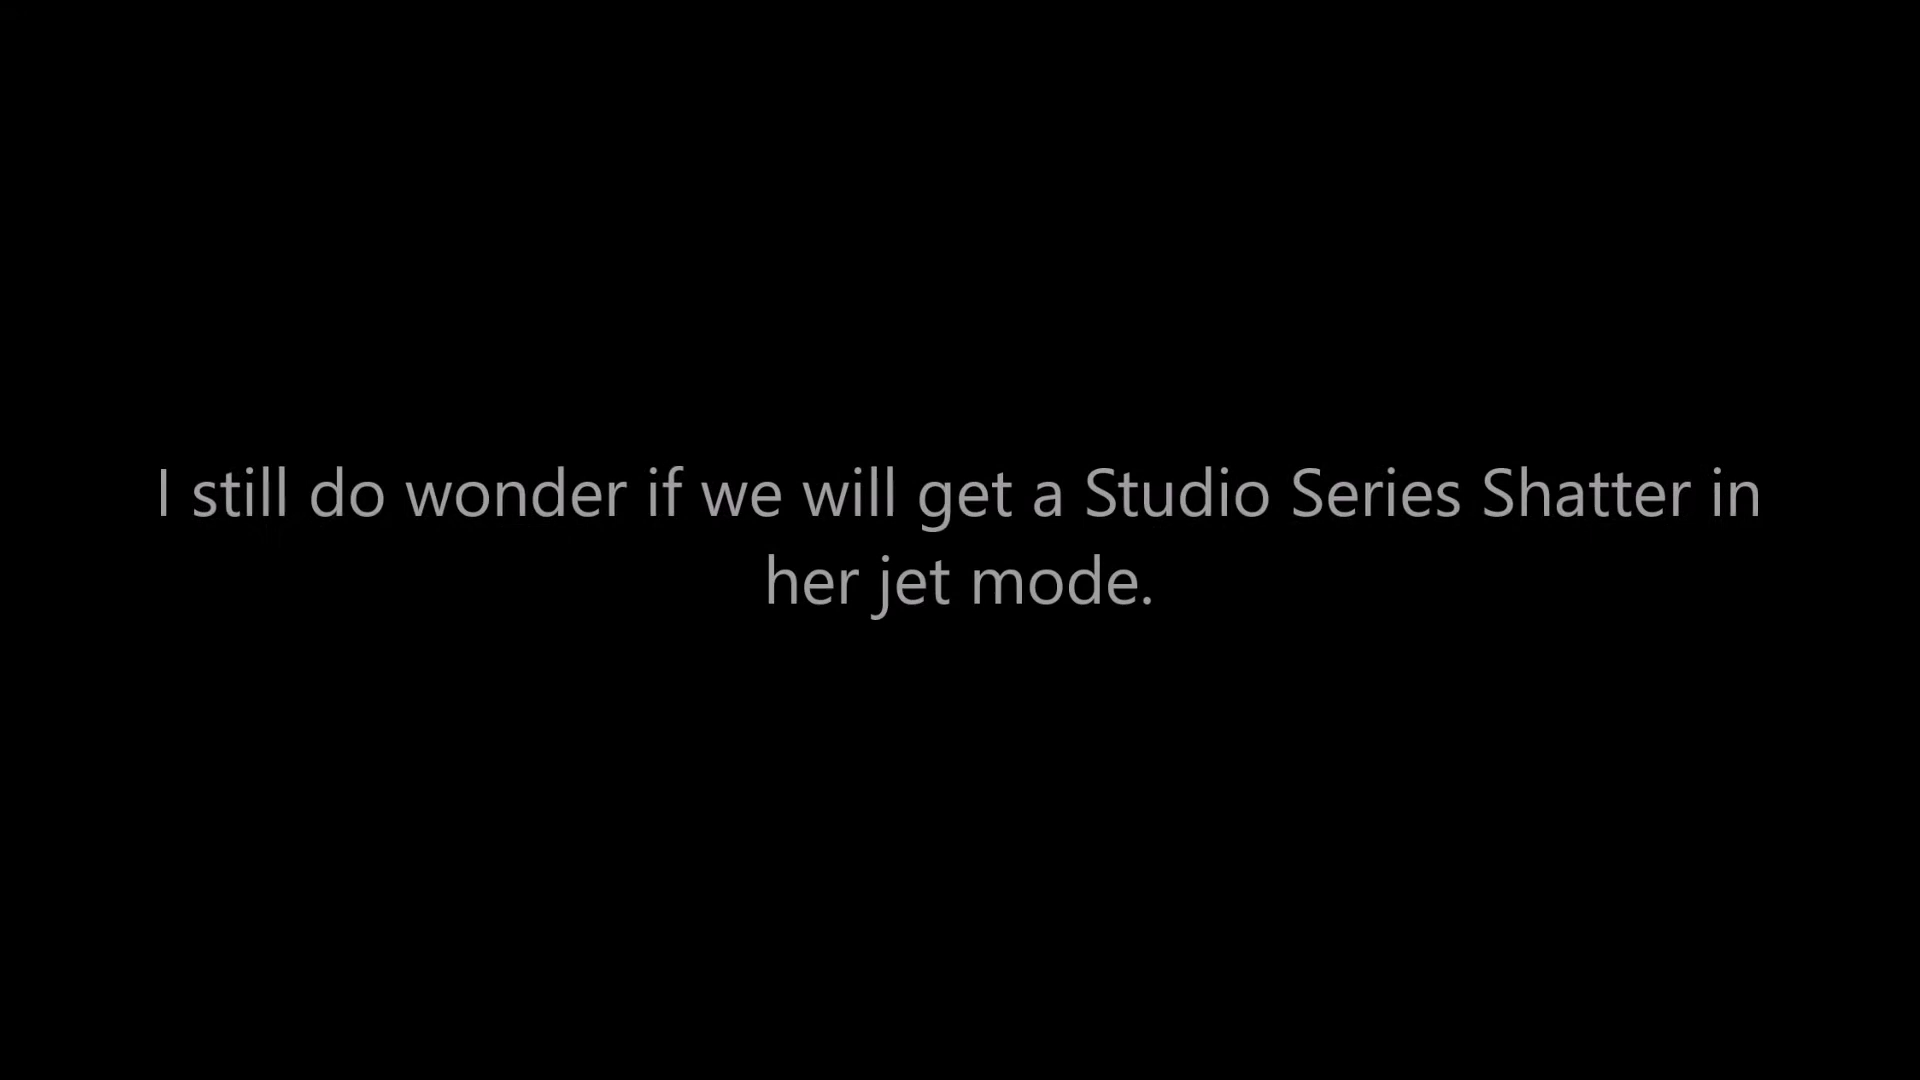 I still do wonder if we will get a Studio Series Shatter in
her jet mode.